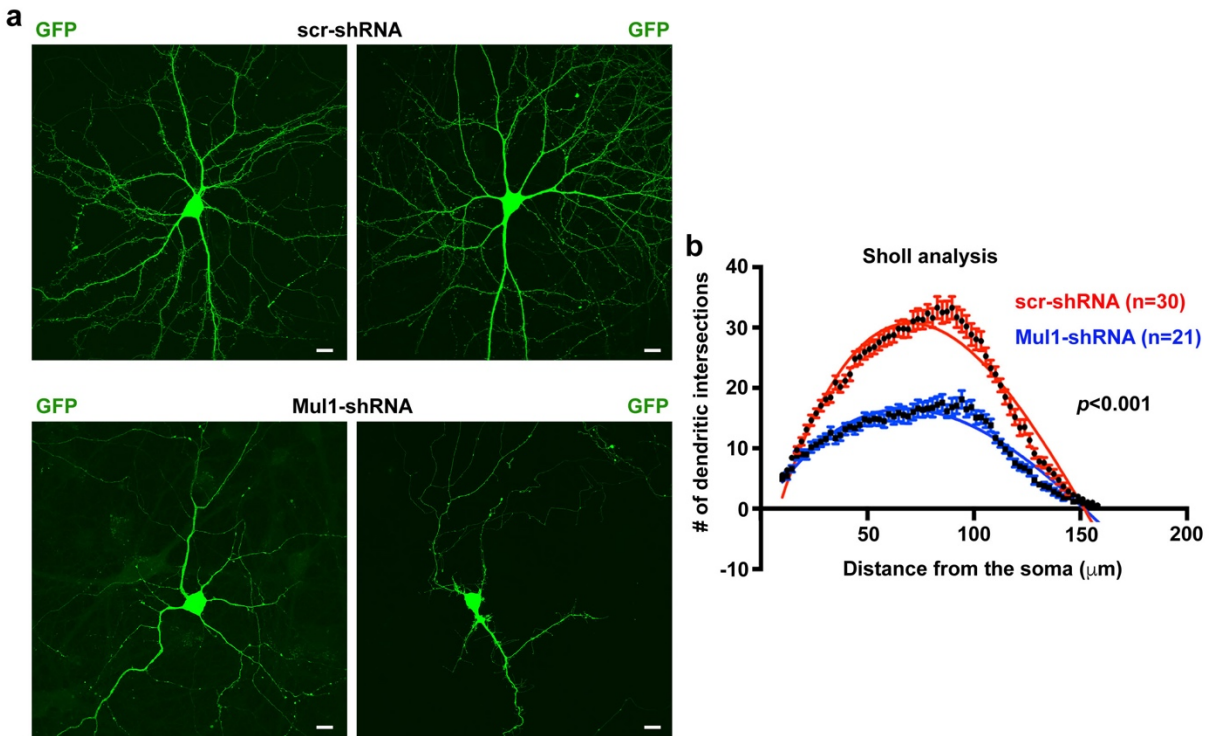 a
GFP scr-shRNA GFP
GFP Mul1-shRNA GFP
b
Sholl analysis
# of dendritic intersections
40
30
20
10
0
-10
50 100 150 200
Distance from the soma (μm)
scr-shRNA (n=30)
Mul1-shRNA (n=21)
p<0.001